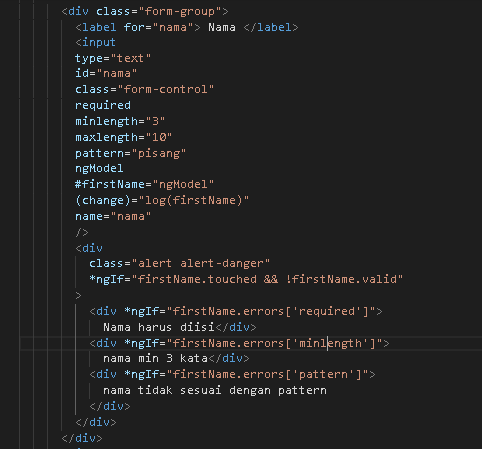 <div class="form-group">
<label for="nama"> Nama </label>
<input
type="text"
id="nama"
class="form-control"
required
minlength="3"
maxlength="10"
pattern="pisang"
ngModel
#firstName="ngModel"
(change)="log(firstName)"
name="nama"
/>
<div
class="alert alert-danger"
*ngIf="firstName.touched && !firstName.valid"
>
<div *ngIf="firstName.errors['required']">
Nama harus diisi</div>
<div *ngIf="firstName.errors['minlength']">
nama min 3 kata</div>
<div *ngIf="firstName.errors['pattern']">
nama tidak sesuai dengan pattern
</div>
</div>
</div>